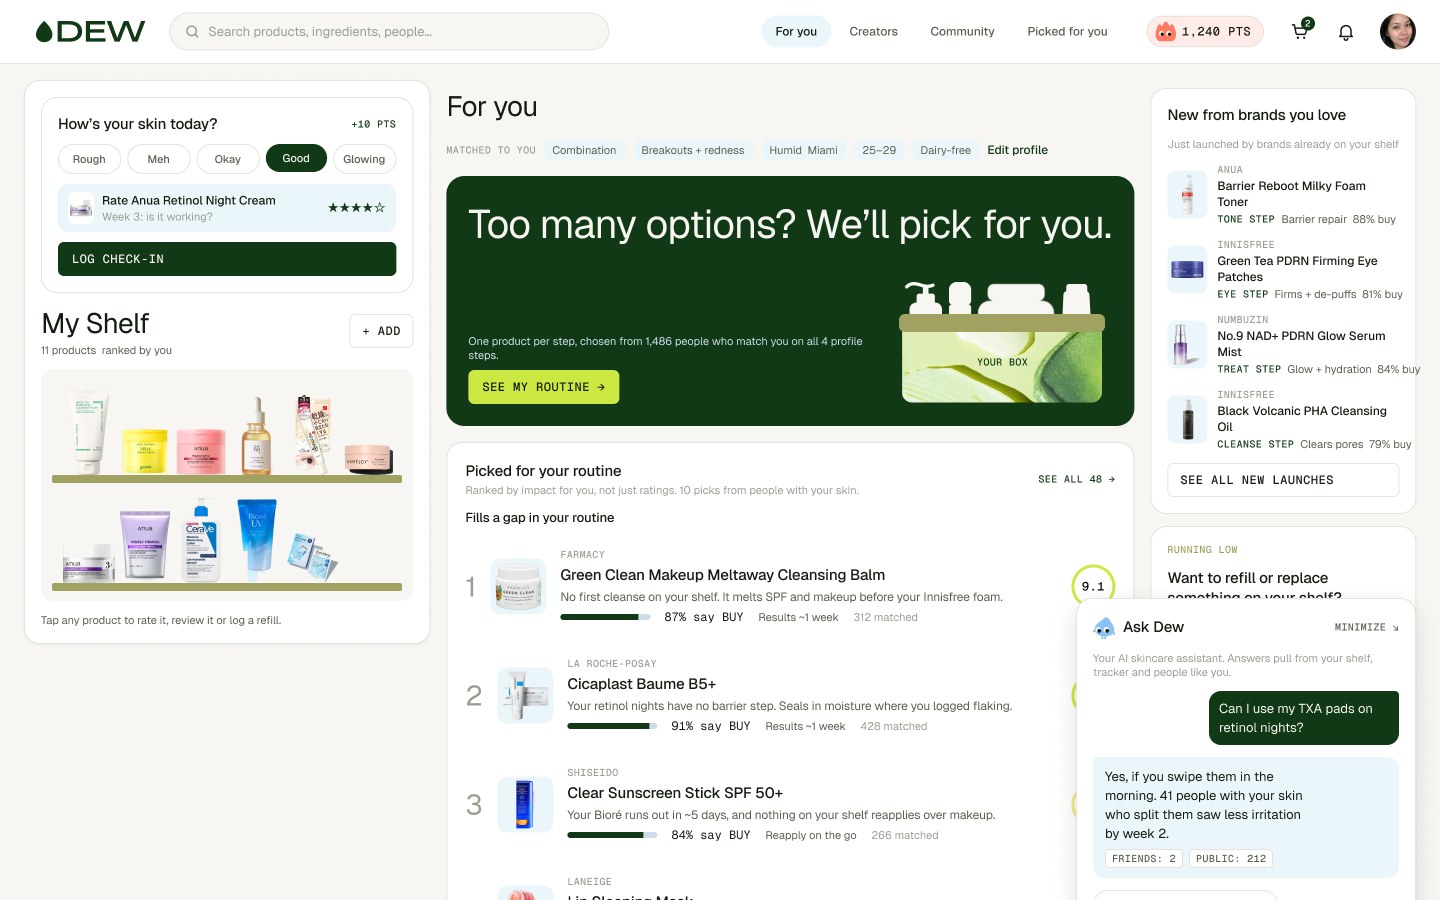 DEW
Search products, ingredients, people...
For you
Creators
Community
Picked for you
1,240 PTS
2
How's your skin today?
+10 PTS
Rough
Meh
Okay
Good
Glowing
Rate Anua Retinol Night Cream
Week 3: is it working?
★★★★☆
LOG CHECK-IN
My Shelf
11 products ranked by you
+ ADD
Tap any product to rate it, review it or log a refill.
For you
MATCHED TO YOU
Combination
Breakouts + redness
Humid Miami
25–29
Dairy-free
Edit profile
Too many options? We'll pick for you.
One product per step, chosen from 1,486 people who match you on all 4 profile
steps.
SEE MY ROUTINE →
YOUR BOX
Picked for your routine
Ranked by impact for you, not just ratings. 10 picks from people with your skin.
SEE ALL 48 →
Fills a gap in your routine
1
FARMACY
Green Clean Makeup Meltaway Cleansing Balm
No first cleanse on your shelf. It melts SPF and makeup before your Innisfree foam.
87% say BUY
Results ~1 week
312 matched
9.1
2
LA ROCHE-POSAY
Cicaplast Baume B5+
Your retinol nights have no barrier step. Seals in moisture where you logged flaking.
91% say BUY
Results ~1 week
428 matched
3
SHISEIDO
Clear Sunscreen Stick SPF 50+
Your Bioré runs out in ~5 days, and nothing on your shelf reapplies over makeup.
84% say BUY
Reapply on the go
266 matched
LANEIGE
Lip Sleeping Mask
New from brands you love
Just launched by brands already on your shelf
ANUA
Barrier Reboot Milky Foam
Toner
TONE STEP Barrier repair 88% buy
INNISFREE
Green Tea PDRN Firming Eye
Patches
EYE STEP Firms + de-puffs 81% buy
NUMBUZIN
No.9 NAD+ PDRN Glow Serum
Mist
TREAT STEP Glow + hydration 84% buy
INNISFREE
Black Volcanic PHA Cleansing
Oil
CLEANSE STEP Clears pores 79% buy
SEE ALL NEW LAUNCHES
RUNNING LOW
Want to refill or replace
something on your shelf?
Ask Dew
MINIMIZE ↘
Your AI skincare assistant. Answers pull from your shelf,
tracker and people like you.
Can I use my TXA pads on
retinol nights?
Yes, if you swipe them in the
morning. 41 people with your skin
who split them saw less irritation
by week 2.
FRIENDS: 2
PUBLIC: 212